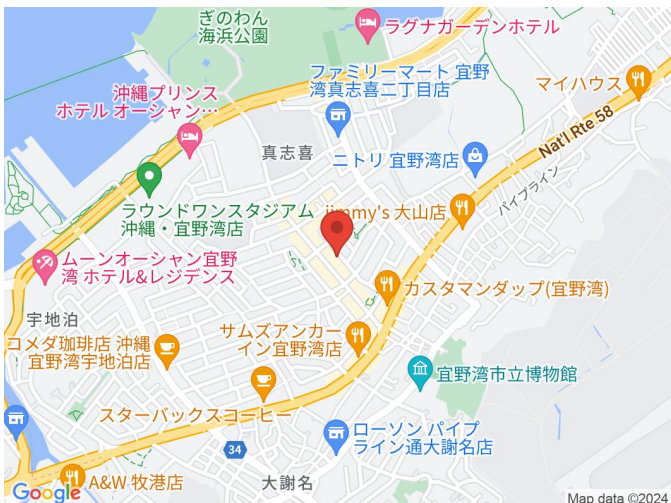 ぎのわん
海浜公園
ラグナガーデンホテル
ファミリーマート 宜野
湾真志喜二丁目店
マイハウス
沖縄プリンス
ホテル オーシャン…
真志喜
ニトリ 宜野湾店
Nat'l Rte 58
パイプライン
ラウンドワンスタジアム
沖縄・宜野湾店
jimmy's 大山店
ムーンオーシャン宜野
湾 ホテル&レジデンス
カスタマンダップ(宜野湾)
宇地泊
コメダ珈琲店 沖縄
宜野湾宇地泊店
サムズアンカー
イン宜野湾店
宜野湾市立博物館
スターバックスコーヒー
ローソン パイプ
ライン通大謝名店
34
大謝名
A&W 牧港店
Google
Map data ©2024